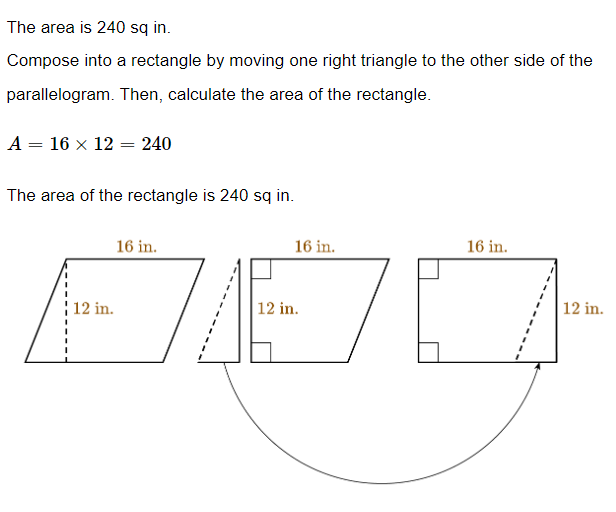 The area is 240 sq in.
Compose into a rectangle by moving one right triangle to the other side of the
parallelogram. Then, calculate the area of the rectangle.
A = 16 × 12 = 240
The area of the rectangle is 240 sq in.
16 in. 16 in. 16 in.
12 in. 12 in. 12 in.